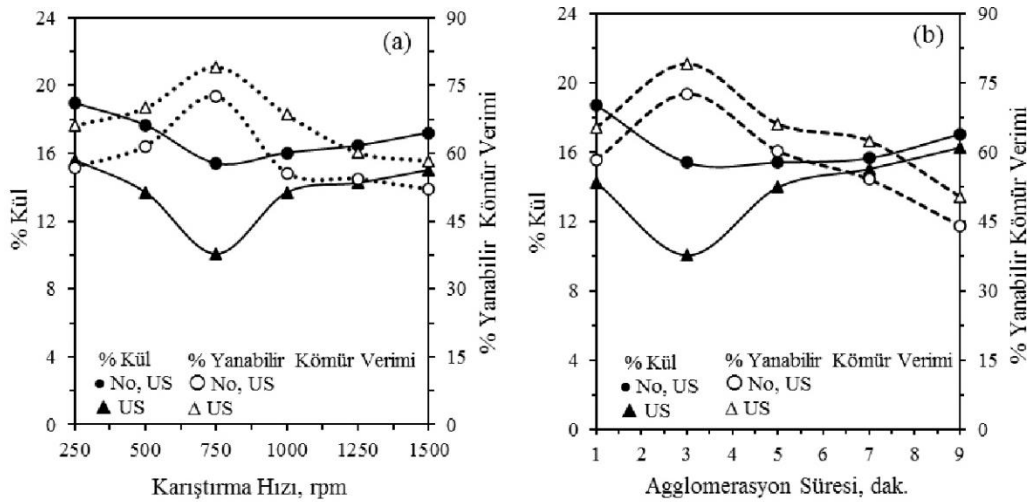 (a)
24
20
16
12
8
4
0
% Kül
90
75
60
45
30
15
0
% Yanabilir Kömür Verimi
% Kül % Yanabilir Kömür Verimi
No, US No, US
US US
250 500 750 1000 1250 1500
Karıştırma Hızı, rpm
(b)
24
20
16
12
8
4
0
% Kül
90
75
60
45
30
15
0
% Yanabilir Kömür Verimi
% Kül % Yanabilir Kömür Verimi
No, US No, US
US US
1 2 3 4 5 6 7 8 9
Agglomerasyon Süresi, dak.